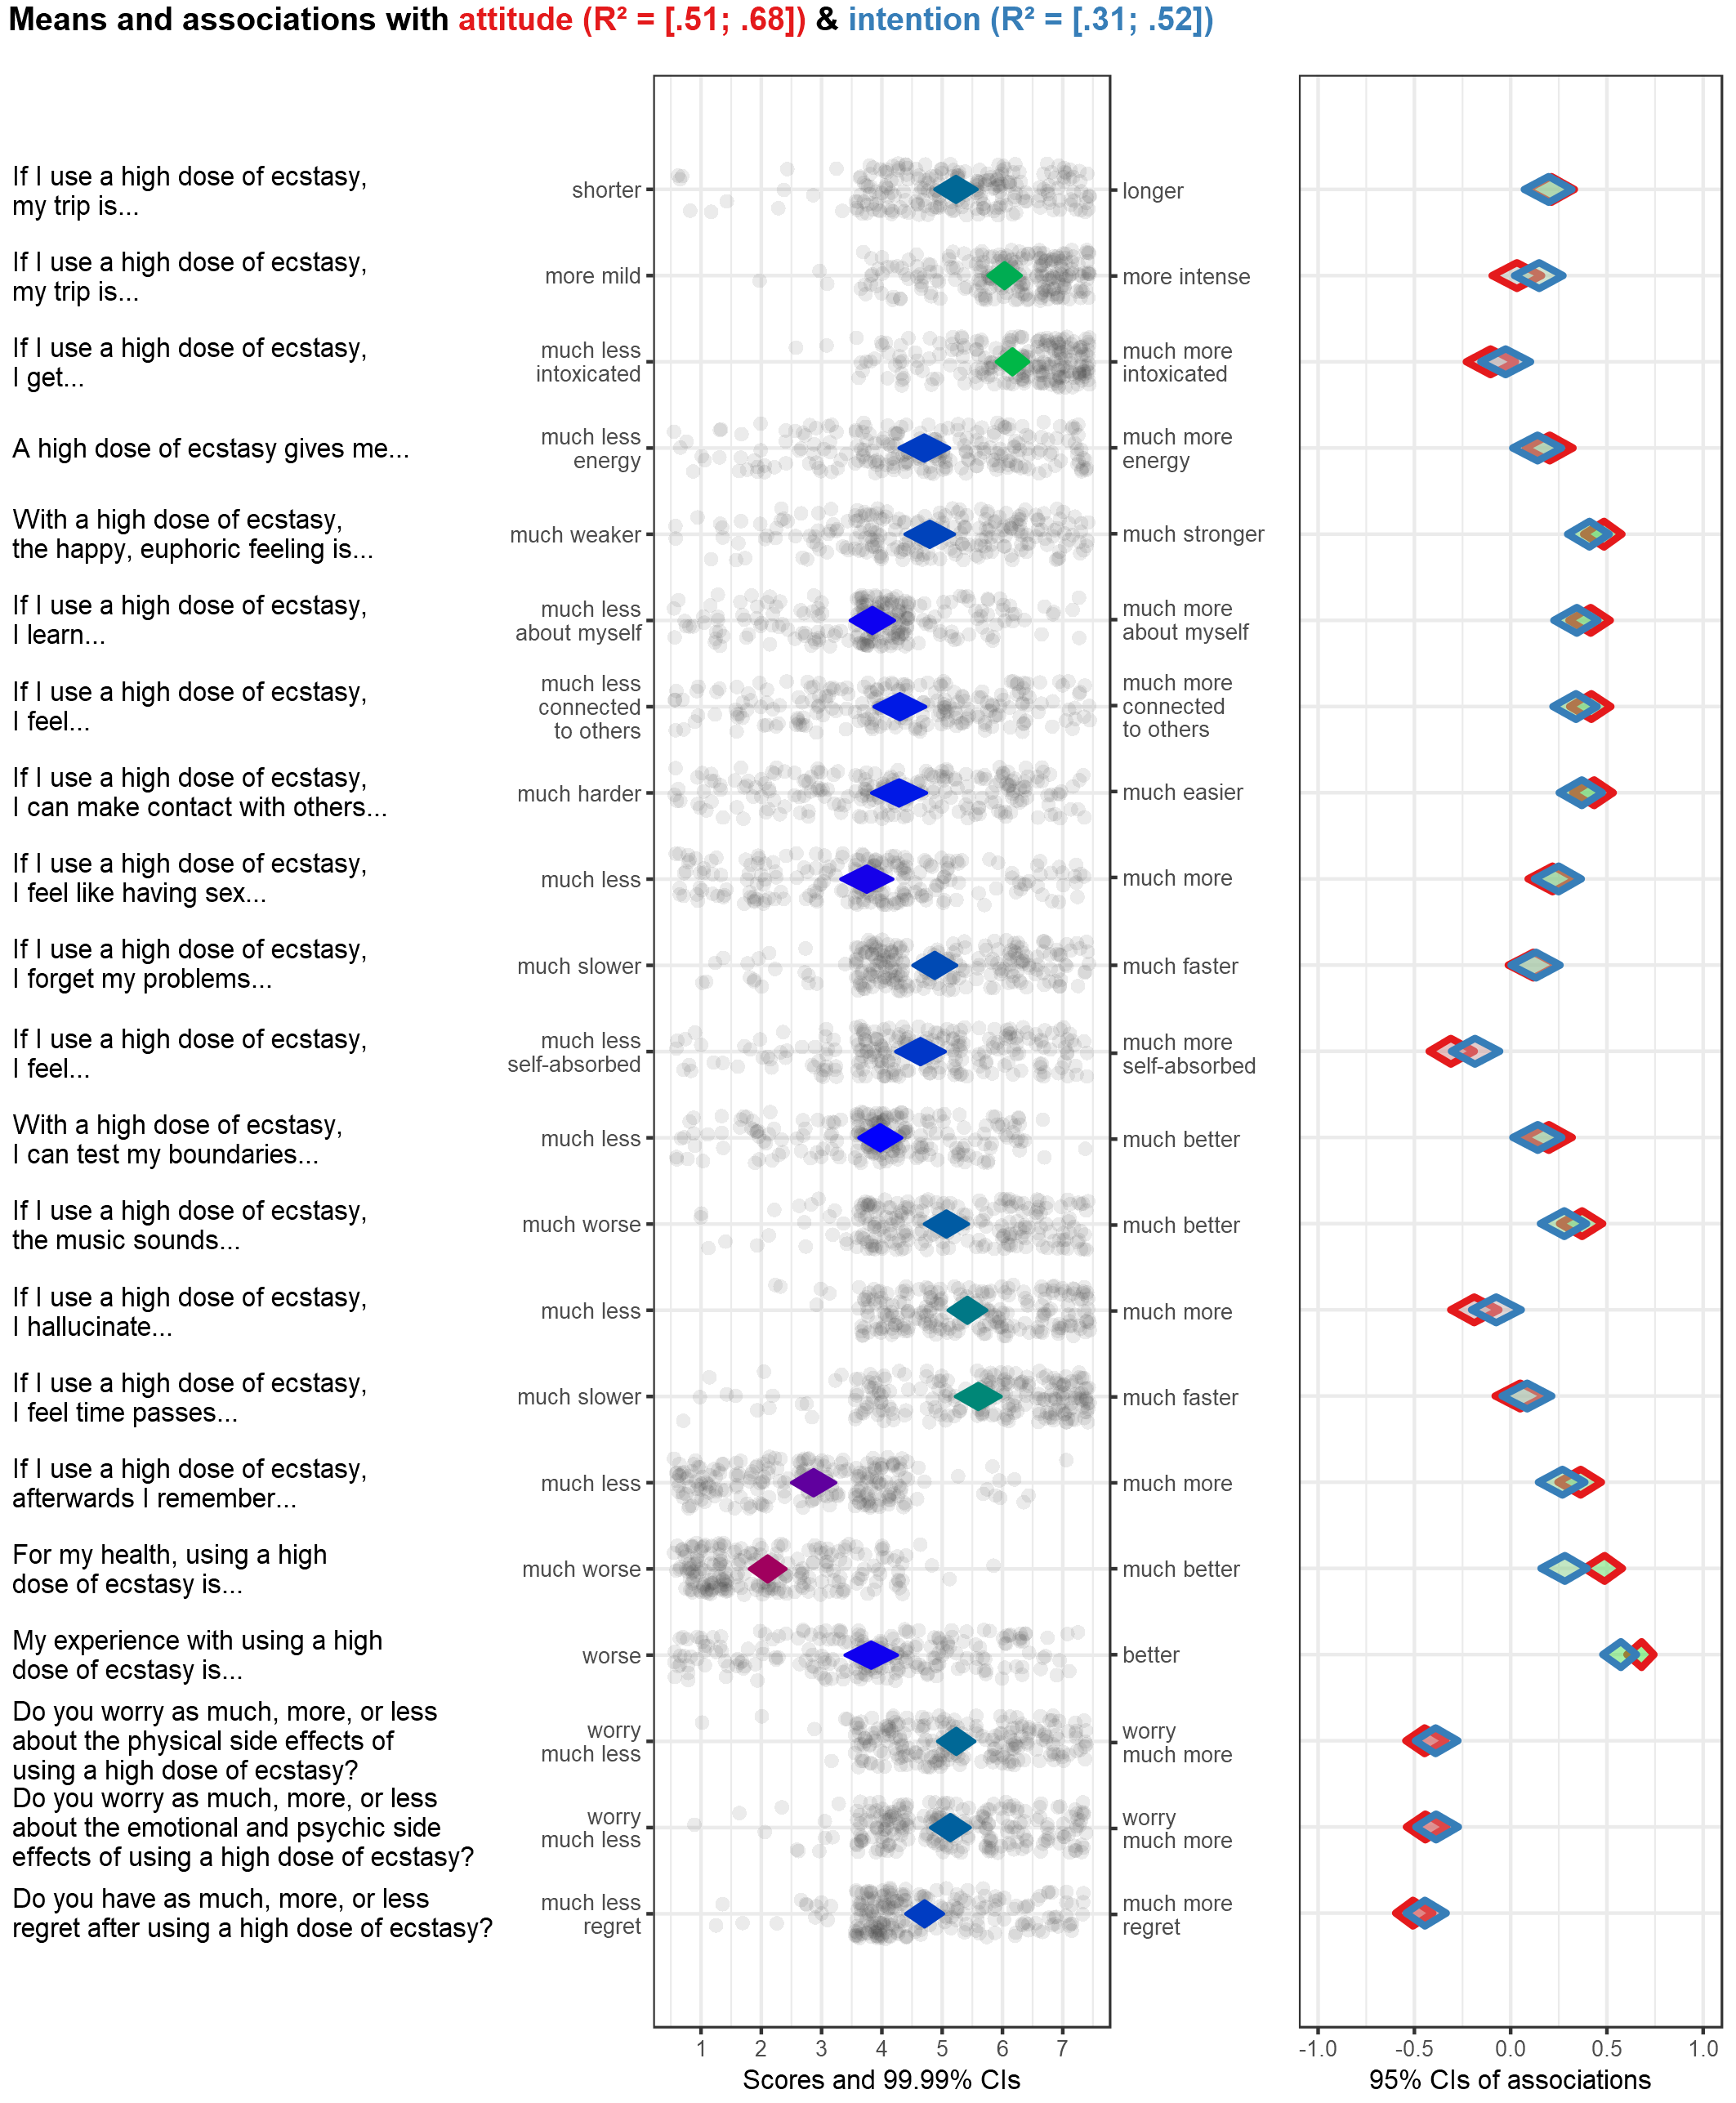 Means and associations with attitude (R² = [.51; .68]) & intention (R² = [.31; .52])
If I use a high dose of ecstasy,
my trip is...
shorter
longer
If I use a high dose of ecstasy,
my trip is...
more mild
more intense
If I use a high dose of ecstasy,
I get...
much less
intoxicated
much more
intoxicated
A high dose of ecstasy gives me...
much less
energy
much more
energy
With a high dose of ecstasy,
the happy, euphoric feeling is...
much weaker
much stronger
If I use a high dose of ecstasy,
I learn...
much less
about myself
much more
about myself
If I use a high dose of ecstasy,
I feel...
much less
connected
to others
much more
connected
to others
If I use a high dose of ecstasy,
I can make contact with others...
much harder
much easier
If I use a high dose of ecstasy,
I feel like having sex...
much less
much more
If I use a high dose of ecstasy,
I forget my problems...
much slower
much faster
If I use a high dose of ecstasy,
I feel...
much less
self-absorbed
much more
self-absorbed
With a high dose of ecstasy,
I can test my boundaries...
much less
much better
If I use a high dose of ecstasy,
the music sounds...
much worse
much better
If I use a high dose of ecstasy,
I hallucinate...
much less
much more
If I use a high dose of ecstasy,
I feel time passes...
much slower
much faster
If I use a high dose of ecstasy,
afterwards I remember...
much less
much more
For my health, using a high
dose of ecstasy is...
much worse
much better
My experience with using a high
dose of ecstasy is...
worse
better
Do you worry as much, more, or less
about the physical side effects of
using a high dose of ecstasy?
worry
much less
worry
much more
Do you worry as much, more, or less
about the emotional and psychic side
effects of using a high dose of ecstasy?
worry
much less
worry
much more
Do you have as much, more, or less
regret after using a high dose of ecstasy?
much less
regret
much more
regret
1 2 3 4 5 6 7
Scores and 99.99% CIs
-1.0 -0.5 0.0 0.5 1.0
95% CIs of associations